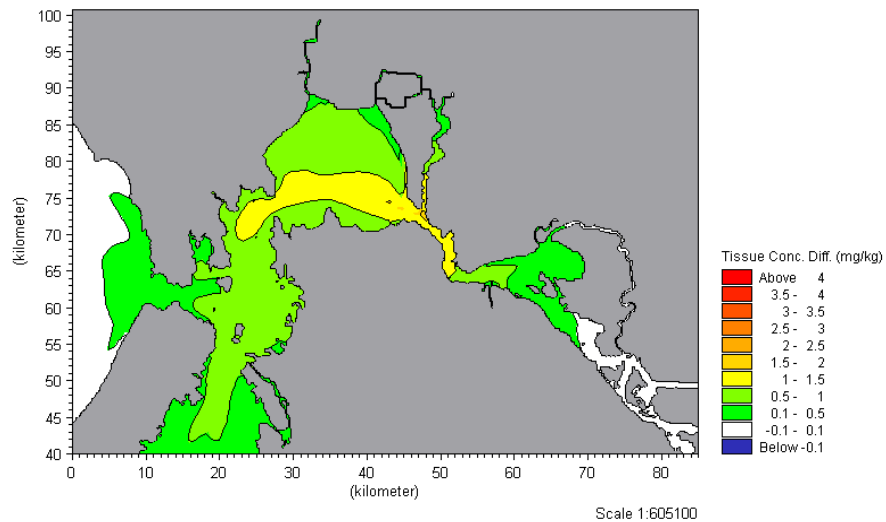 100
95
90
85
80
75
70
65
60
55
50
45
40
(kilometer)
0 10 20 30 40 50 60 70 80
(kilometer)
Scale 1:605100
Tissue Conc. Diff. (mg/kg)
Above 4
3.5 - 4
3 - 3.5
2.5 - 3
2 - 2.5
1.5 - 2
1 - 1.5
0.5 - 1
0.1 - 0.5
-0.1 - 0.1
Below -0.1